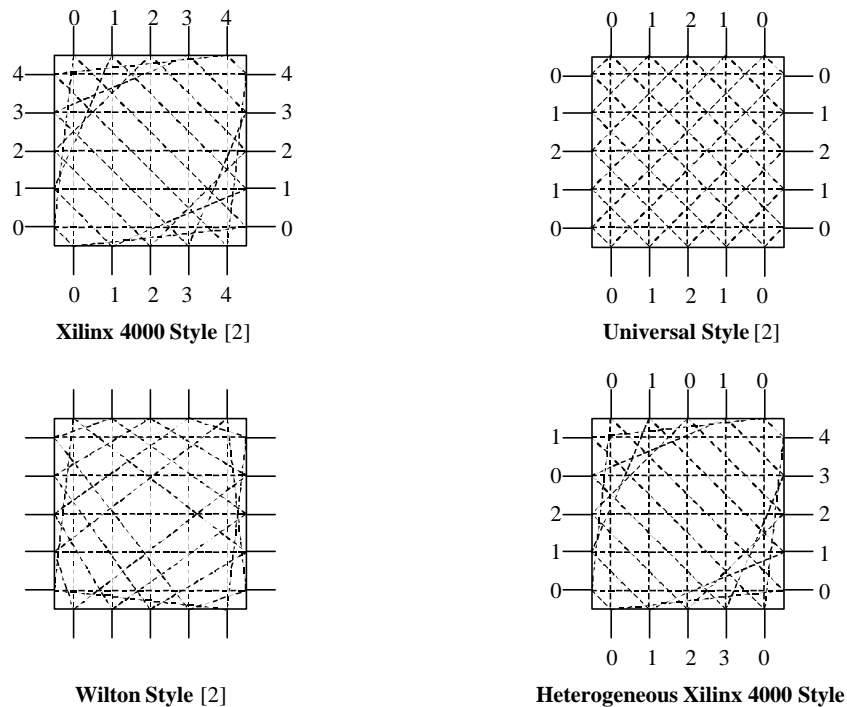 0 1 2 3 4
0 1 2 1 0
4 4
0 0
3 3
1 1
2 2
2 2
1 1
1 1
0 0
0 0
0 1 2 3 4
0 1 2 1 0
Xilinx 4000 Style [2]
Universal Style [2]
0 1 0 1 0
1 4
0 3
2 2
1 1
0 0
0 1 2 3 0
Wilton Style [2]
Heterogeneous Xilinx 4000 Style